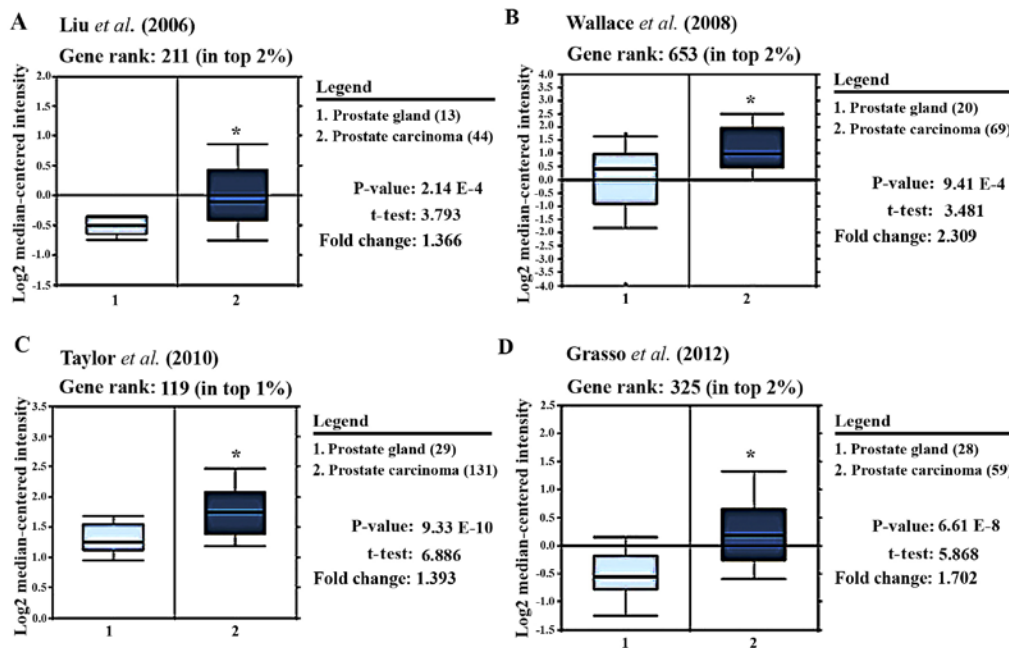 A
Liu et al. (2006)
Gene rank: 211 (in top 2%)
Log2 median-centered intensity
2.0
1.5
1.0
0.5
0.0
-0.5
-1.0
-1.5
*
1
2
Legend
1. Prostate gland (13)
2. Prostate carcinoma (44)
P-value: 2.14 E-4
t-test: 3.793
Fold change: 1.366
B
Wallace et al. (2008)
Gene rank: 653 (in top 2%)
Log2 median-centered intensity
4.0
3.5
3.0
2.5
2.0
1.5
1.0
0.5
0.0
-0.5
-1.0
-1.5
-2.0
-2.5
-3.0
-3.5
-4.0
*
1
2
Legend
1. Prostate gland (20)
2. Prostate carcinoma (69)
P-value: 9.41 E-4
t-test: 3.481
Fold change: 2.309
C
Taylor et al. (2010)
Gene rank: 119 (in top 1%)
Log2 median-centered intensity
3.5
3.0
2.5
2.0
1.5
1.0
0.5
0.0
*
1
2
Legend
1. Prostate gland (29)
2. Prostate carcinoma (131)
P-value: 9.33 E-10
t-test: 6.886
Fold change: 1.393
D
Grasso et al. (2012)
Gene rank: 325 (in top 2%)
Log2 median-centered intensity
2.5
2.0
1.5
1.0
0.5
0.0
-0.5
-1.0
-1.5
*
1
2
Legend
1. Prostate gland (28)
2. Prostate carcinoma (59)
P-value: 6.61 E-8
t-test: 5.868
Fold change: 1.702